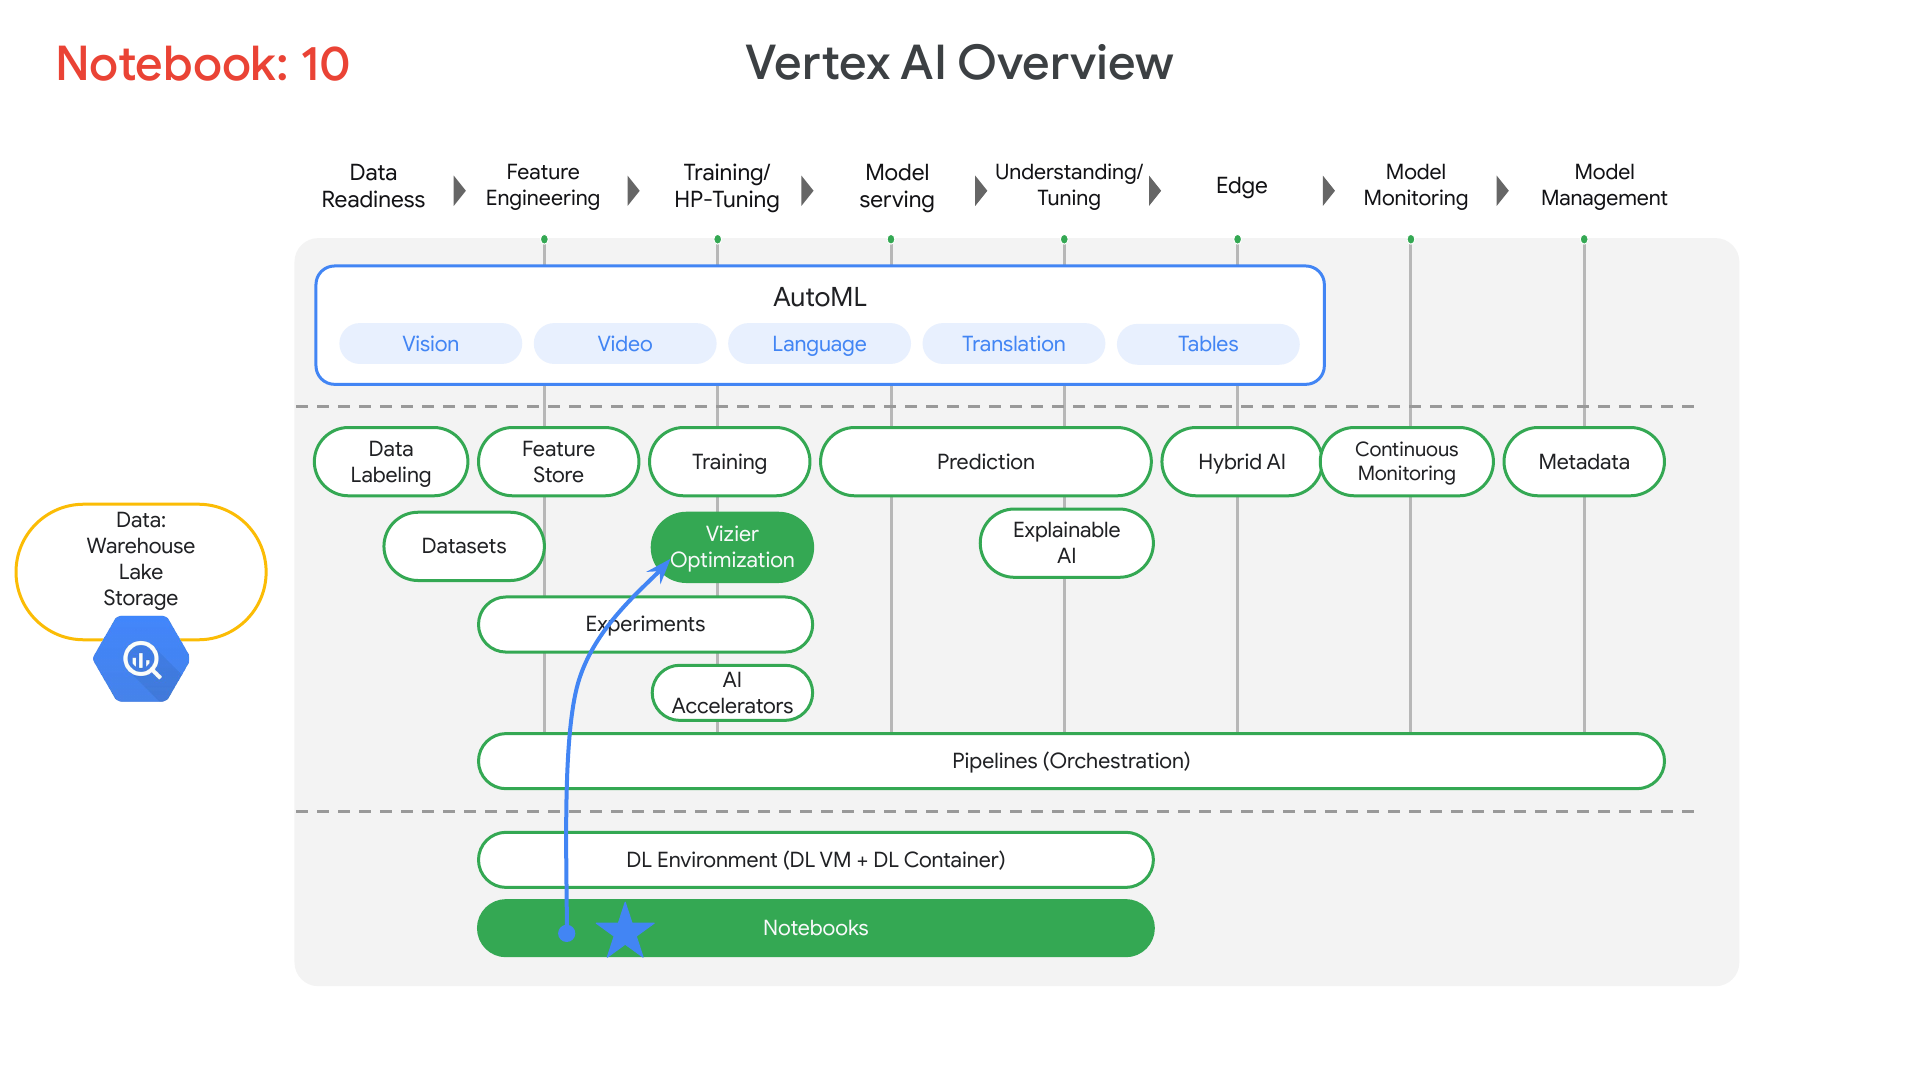 Notebook: 10
Vertex AI Overview
Data
Readiness
Feature
Engineering
Training/
HP-Tuning
Model
serving
Understanding/
Tuning
Edge
Model
Monitoring
Model
Management
AutoML
Vision
Video
Language
Translation
Tables
Data
Labeling
Feature
Store
Training
Prediction
Hybrid AI
Continuous
Monitoring
Metadata
Data:
Warehouse
Lake
Storage
Datasets
Vizier
Optimization
Explainable
AI
Experiments
AI
Accelerators
Pipelines (Orchestration)
DL Environment (DL VM + DL Container)
Notebooks